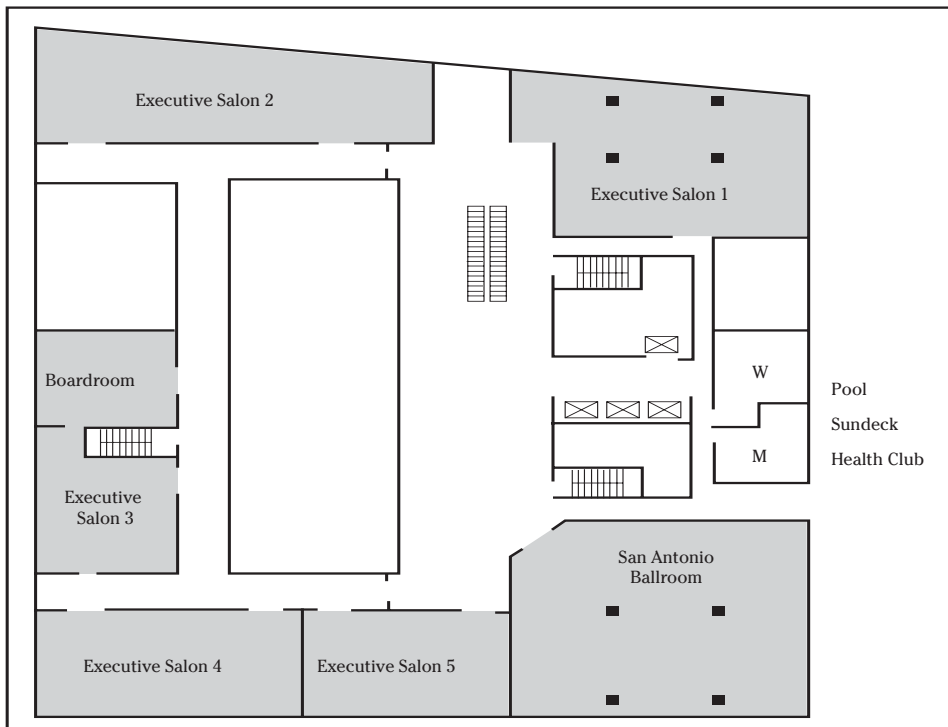 Executive Salon 2
Executive Salon 1
Boardroom
W
Pool
Sundeck
M
Health Club
Executive
Salon 3
San Antonio
Ballroom
Executive Salon 4
Executive Salon 5